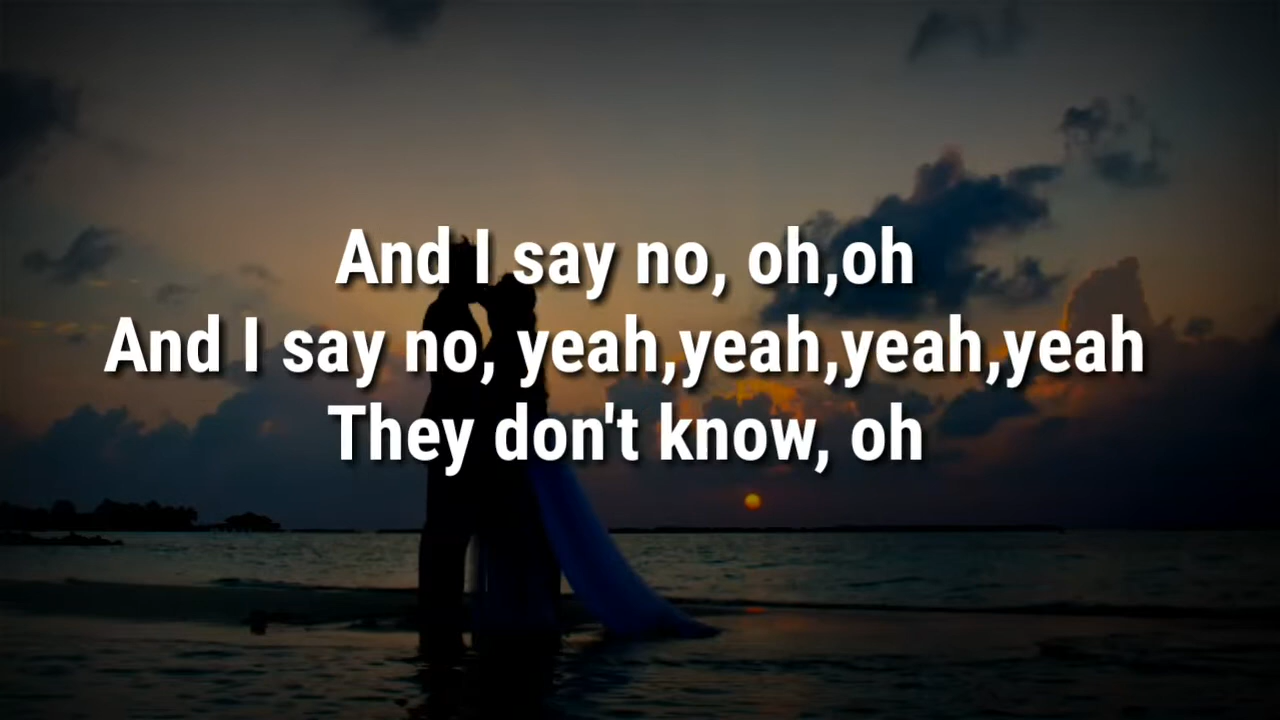 And I say no, oh,oh
And I say no, yeah,yeah,yeah,yeah
They don't know, oh